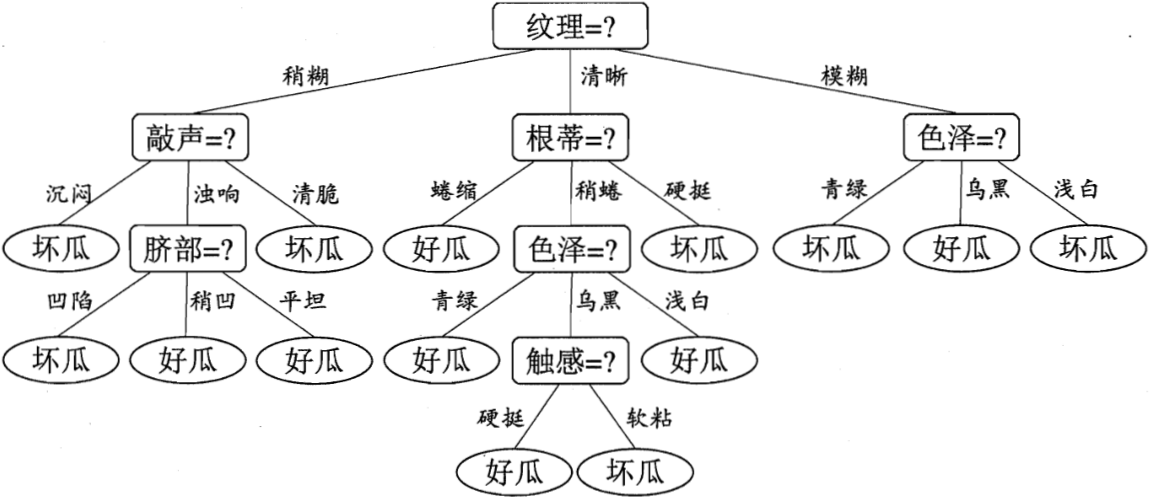 纹理=?
稍糊 清晰 模糊
敲声=? 根蒂=? 色泽=?
沉闷 浊响 清脆 蜷缩 稍蜷 硬挺 青绿 乌黑 浅白
坏瓜 脐部=? 坏瓜 好瓜 色泽=? 坏瓜 坏瓜 好瓜 坏瓜
凹陷 稍凹 平坦 青绿 乌黑 浅白
坏瓜 好瓜 好瓜 好瓜 触感=? 好瓜
硬挺 软粘
好瓜 坏瓜